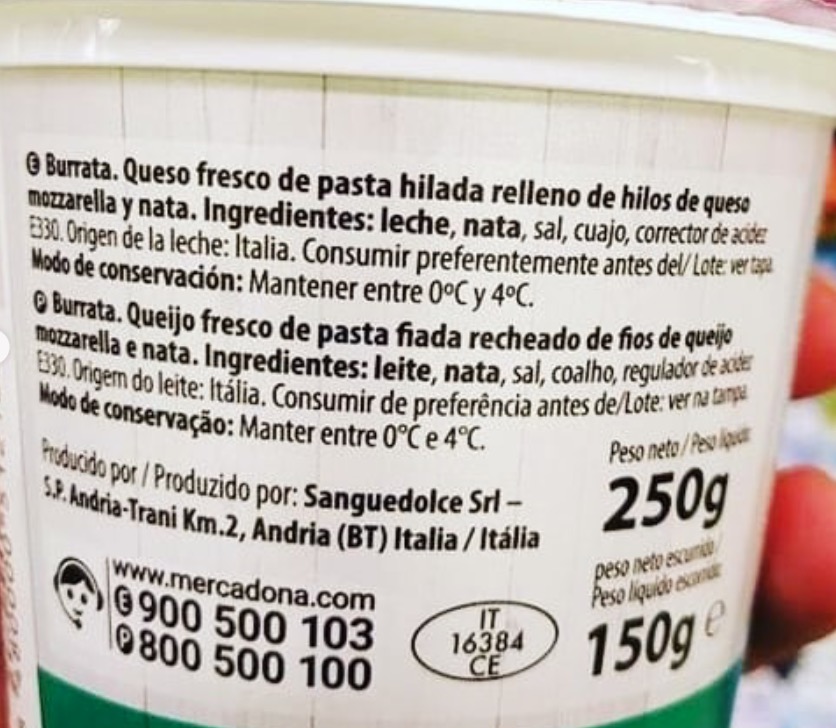 E Burrata. Queso fresco de pasta hilada relleno de hilos de queso
mozzarella y nata. Ingredientes: leche, nata, sal, cuajo, corrector de acidez
E330. Origen de la leche: Italia. Consumir preferentemente antes del/Lote: ver tapa.
Modo de conservación: Mantener entre 0ºC y 4ºC.
P Burrata. Queijo fresco de pasta fiada recheado de fios de queijo
mozzarella e nata. Ingredientes: leite, nata, sal, coalho, regulador de acidez
E330. Origem do leite: Itália. Consumir de preferência antes de/Lote: ver na tampa.
Modo de conservação: Manter entre 0ºC e 4ºC.
Producido por / Produzido por: Sanguedolce Srl –
S.P. Andria-Trani Km.2, Andria (BT) Italia / Itália
www.mercadona.com
E 900 500 103
P 800 500 100
IT
16384
CE
Peso neto / Peso líquido
250g
peso neto escurrido/
Peso líquido escorrido
150g e